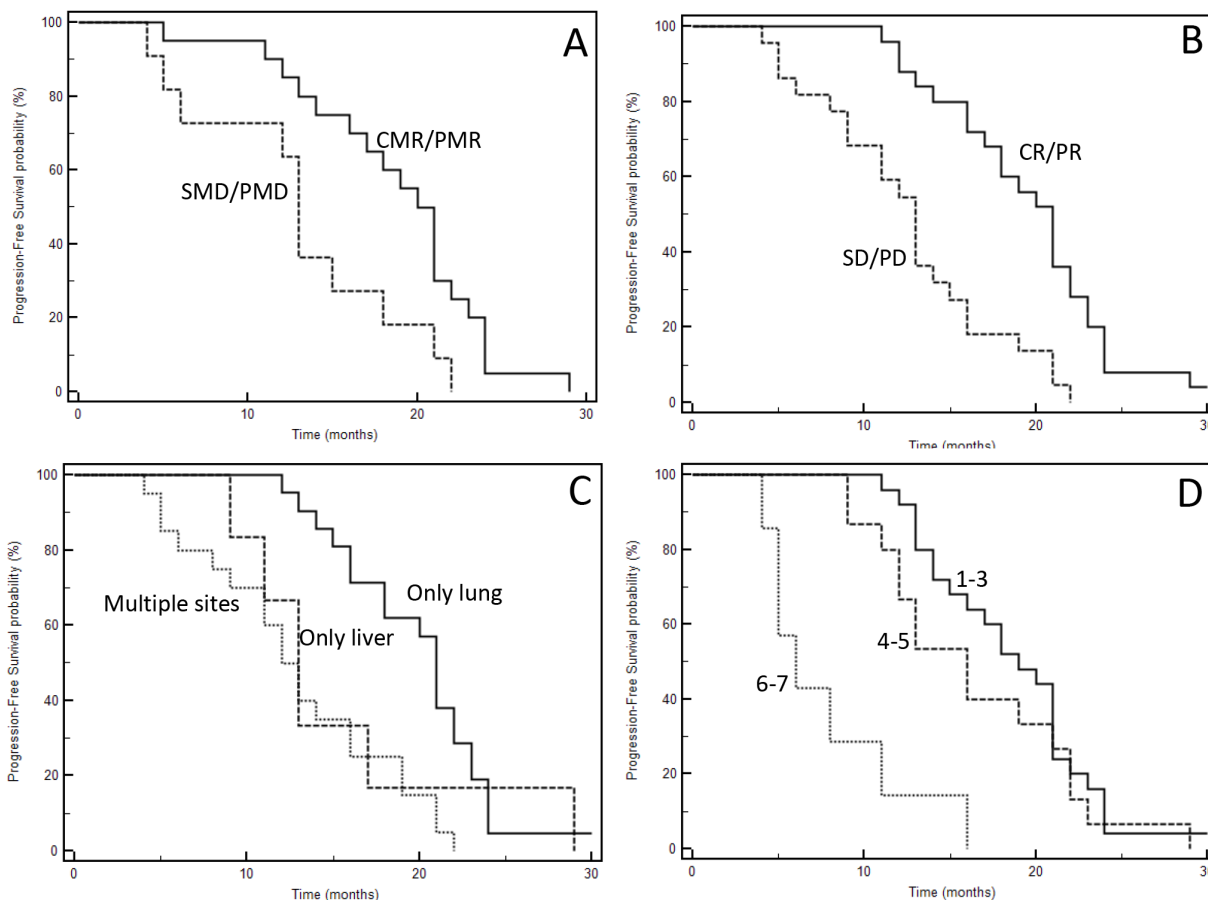 A
Progression-Free Survival probability (%)
100
80
60
40
20
0
CMR/PMR
SMD/PMD
0 10 20 30
Time (months)
B
Progression-Free Survival probability (%)
100
80
60
40
20
0
CR/PR
SD/PD
0 10 20 30
Time (months)
C
Progression-Free Survival probability (%)
100
80
60
40
20
0
Only lung
Multiple sites
Only liver
0 10 20 30
Time (months)
D
Progression-Free Survival probability (%)
100
80
60
40
20
0
1-3
4-5
6-7
0 10 20 30
Time (months)